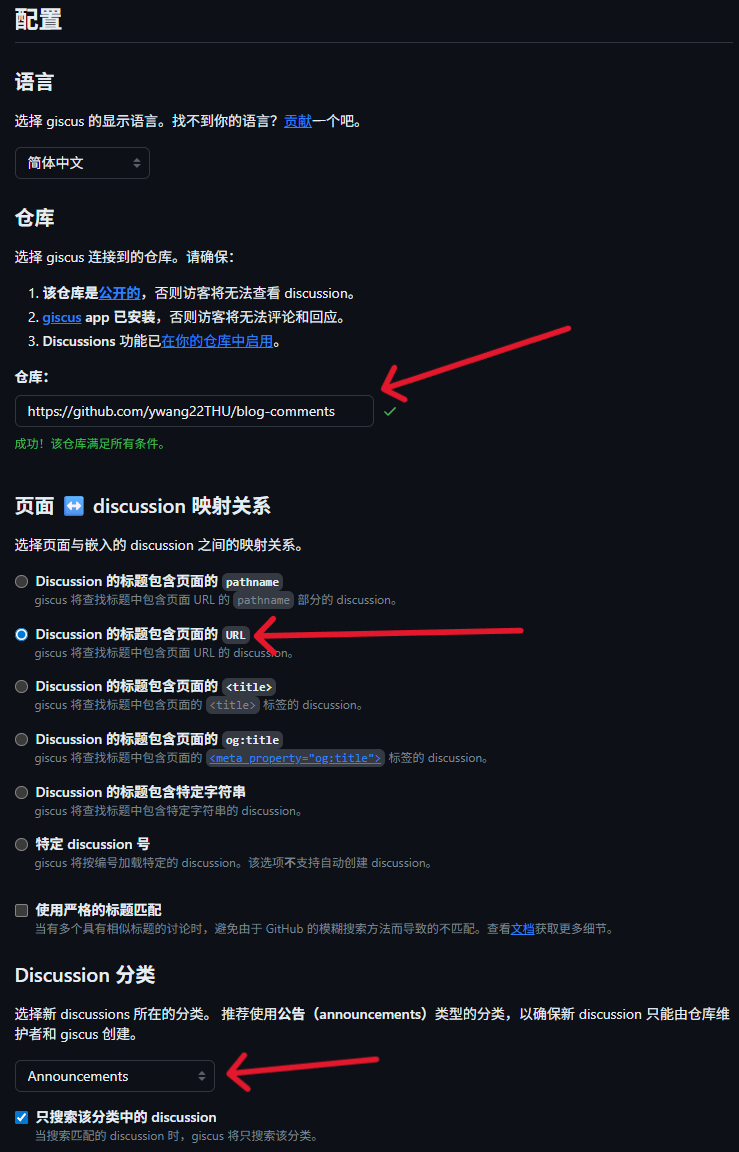 配置
语言
选择 giscus 的显示语言。找不到你的语言？贡献一个吧。
简体中文
仓库
选择 giscus 连接到的仓库。请确保：
1. 该仓库是公开的，否则访客将无法查看 discussion。
2. giscus app 已安装，否则访客将无法评论和回应。
3. Discussions 功能已在你的仓库中启用。
仓库：
https://github.com/ywang22THU/blog-comments
成功！该仓库满足所有条件。
页面 ↔️ discussion 映射关系
选择页面与嵌入的 discussion 之间的映射关系。
Discussion 的标题包含页面的 pathname
giscus 将查找标题中包含页面 URL 的 pathname 部分的 discussion。
Discussion 的标题包含页面的 URL
giscus 将查找标题中包含页面 URL 的 discussion。
Discussion 的标题包含页面的 <title>
giscus 将查找标题中包含页面的 <title> 标签的 discussion。
Discussion 的标题包含页面的 og:title
giscus 将查找标题中包含页面的 <meta property="og:title"> 标签的 discussion。
Discussion 的标题包含特定字符串
giscus 将查找标题中包含特定字符串的 discussion。
特定 discussion 号
giscus 将按编号加载特定的 discussion。该选项不支持自动创建 discussion。
使用严格的标题匹配
当有多个具有相似标题的讨论时，避免由于 GitHub 的模糊搜索方法而导致的不匹配。查看文档获取更多细节。
Discussion 分类
选择新 discussions 所在的分类。 推荐使用公告（announcements）类型的分类，以确保新 discussion 只能由仓库维
护者和 giscus 创建。
Announcements
只搜索该分类中的 discussion
当搜索匹配的 discussion 时，giscus 将只搜索该分类。